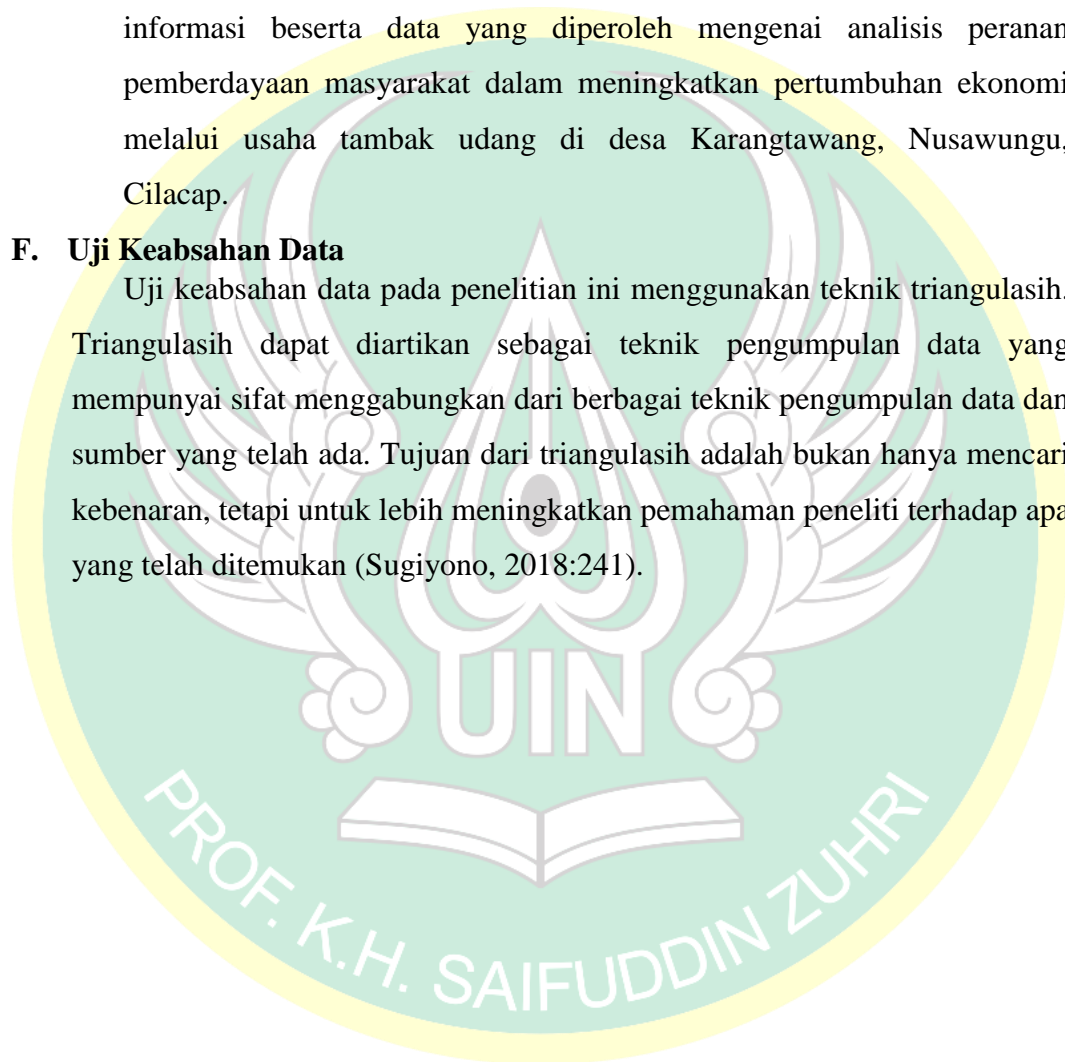 informasi beserta data yang diperoleh mengenai analisis peranan
pemberdayaan masyarakat dalam meningkatkan pertumbuhan ekonomi
melalui usaha tambak udang di desa Karangtawang, Nusawungu,
Cilacap.
F. Uji Keabsahan Data
Uji keabsahan data pada penelitian ini menggunakan teknik triangulasih.
Triangulasih dapat diartikan sebagai teknik pengumpulan data yang
mempunyai sifat menggabungkan dari berbagai teknik pengumpulan data dan
sumber yang telah ada. Tujuan dari triangulasih adalah bukan hanya mencari
kebenaran, tetapi untuk lebih meningkatkan pemahaman peneliti terhadap apa
yang telah ditemukan (Sugiyono, 2018:241).
UIN
PROF. K.H. SAIFUDDIN ZUHRI